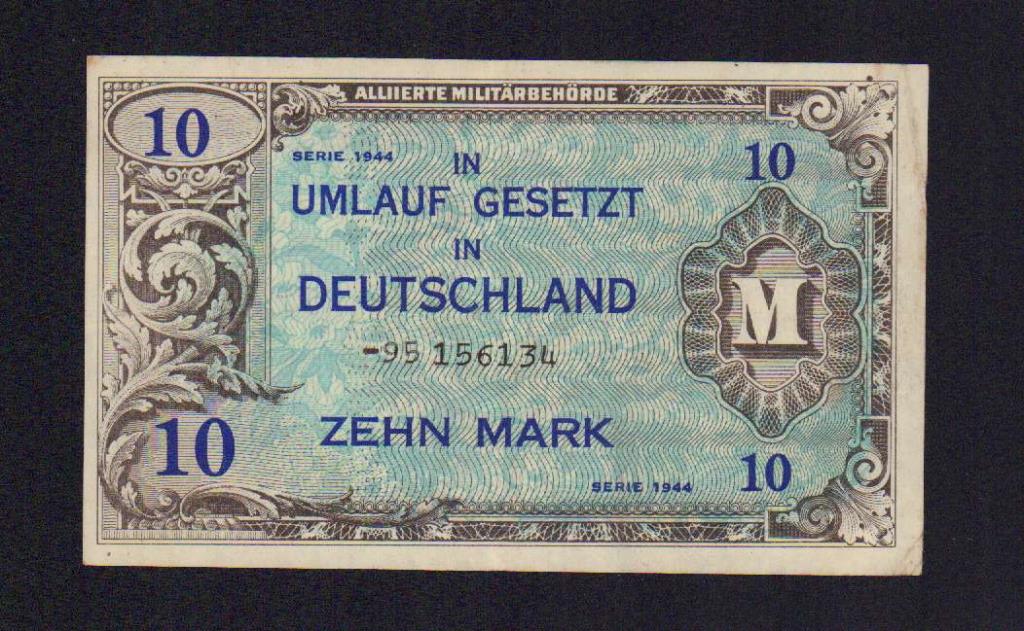 ALLIIERTE MILITÄRBEHÖRDE
10
10
SERIE 1944
IN
UMLAUF GESETZT
IN
DEUTSCHLAND
M
-95 156134
10
ZEHN MARK
SERIE 1944
10